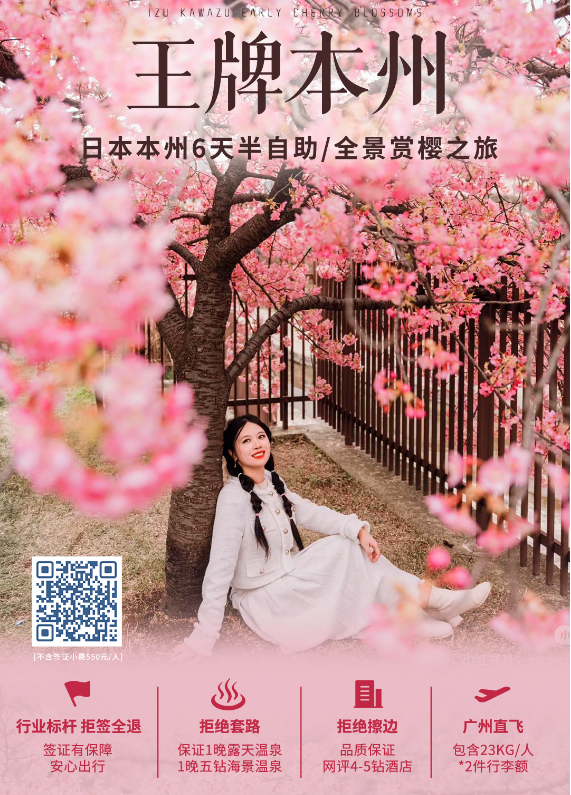 IZU KAWAZU EARLY CHERRY BLOSSOMS
王牌本州
日本本州6天半自助/全景赏樱之旅
[不含签证小费550元/人]
行业标杆 拒签全退
签证有保障
安心出行
拒绝套路
保证1晚露天温泉
1晚五钻海景温泉
拒绝擦边
品质保证
网评4-5钻酒店
广州直飞
包含23KG/人
*2件行李额